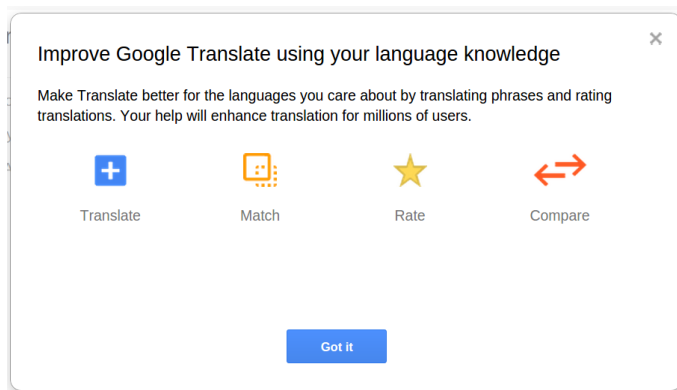 Improve Google Translate using your language knowledge
Make Translate better for the languages you care about by translating phrases and rating
translations. Your help will enhance translation for millions of users.
Translate
Match
Rate
Compare
Got it